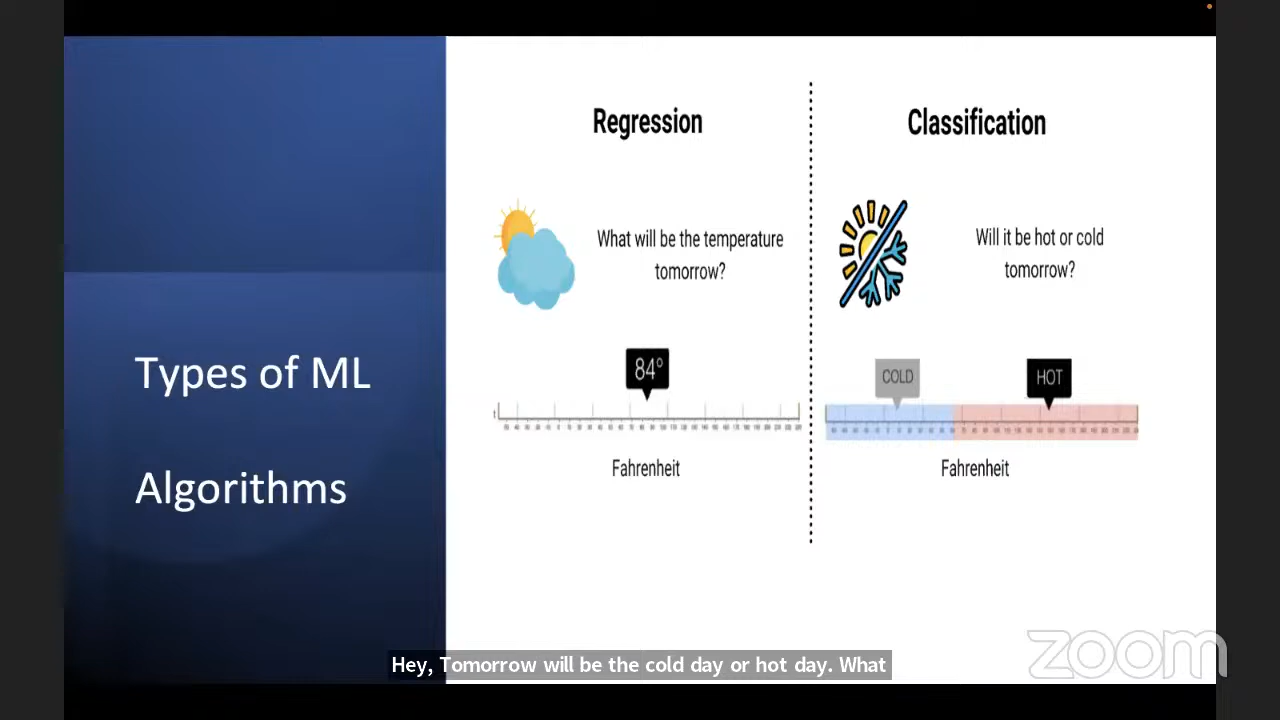 Types of ML
Algorithms
Regression
What will be the temperature
tomorrow?
84°
Fahrenheit
Classification
Will it be hot or cold
tomorrow?
COLD
HOT
Fahrenheit
Hey, Tomorrow will be the cold day or hot day. What
zoom